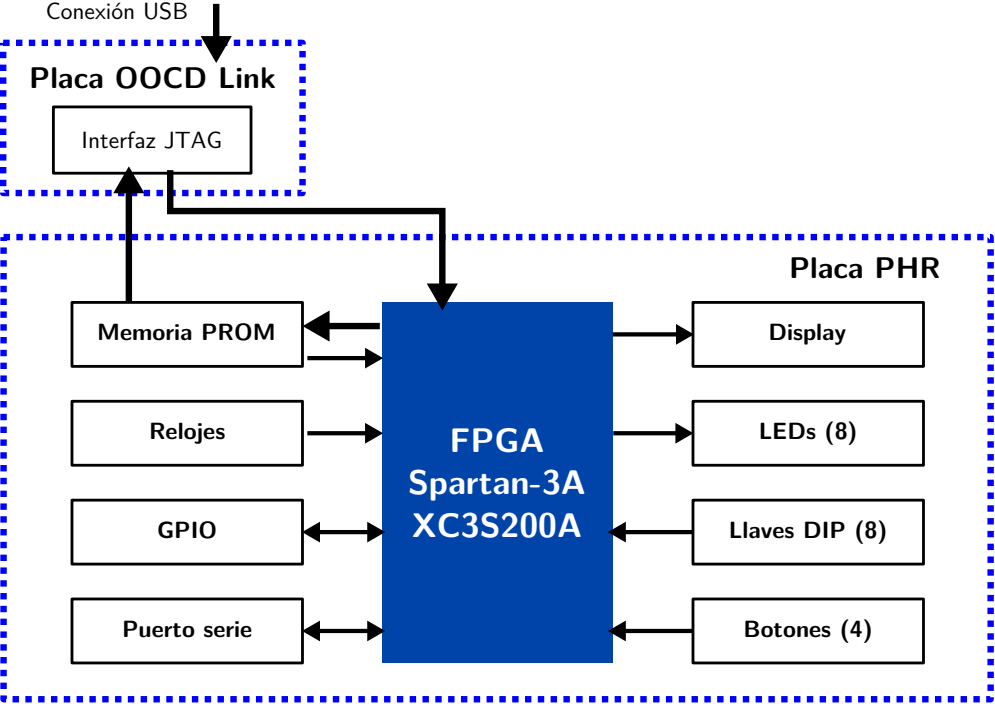 Conexión USB
Placa OOCD Link
Interfaz JTAG
Placa PHR
Memoria PROM
Relojes
GPIO
Puerto serie
FPGA
Spartan-3A
XC3S200A
Display
LEDs (8)
Llaves DIP (8)
Botones (4)